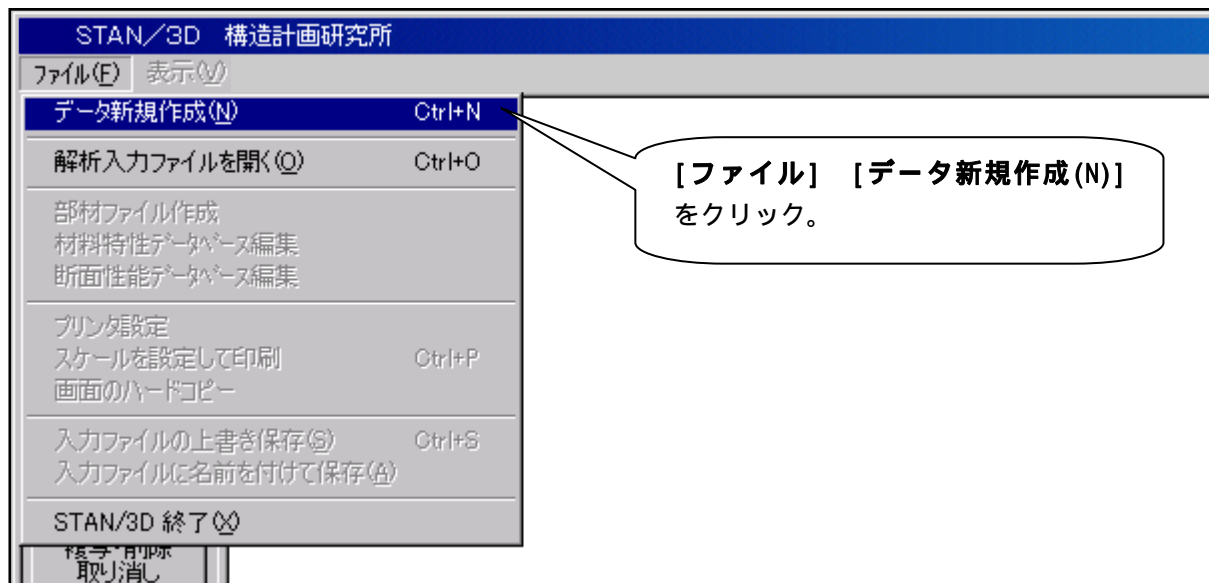 STAN／3D 構造計画研究所
ファイル(F) 表示(V)
データ新規作成(N) Ctrl+N
解析入力ファイルを開く(O) Ctrl+O
部材ファイル作成
材料特性データベース編集
断面性能データベース編集
プリンタ設定
スケールを設定して印刷 Ctrl+P
画面のハードコピー
入力ファイルの上書き保存(S) Ctrl+S
入力ファイルに名前を付けて保存(A)
STAN/3D 終了(X)
複写・削除
取り消し
[ファイル] [データ新規作成(N)]
をクリック。